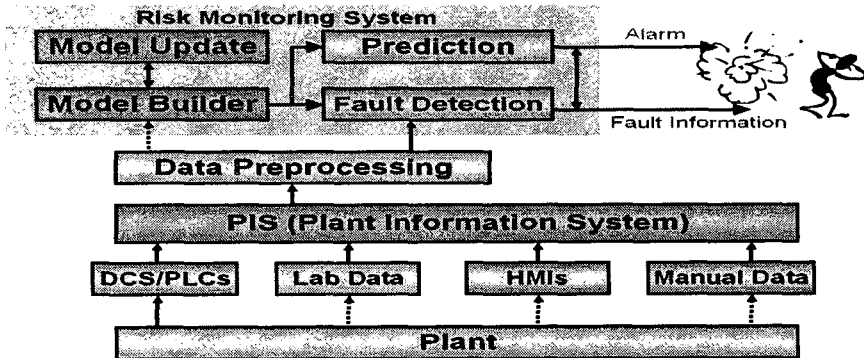 Risk Monitoring System
Model Update
Prediction
Alarm
Model Builder
Fault Detection
Fault Information
Data Preprocessing
PIS (Plant Information System)
DCS/PLCs
Lab Data
HMIs
Manual Data
Plant